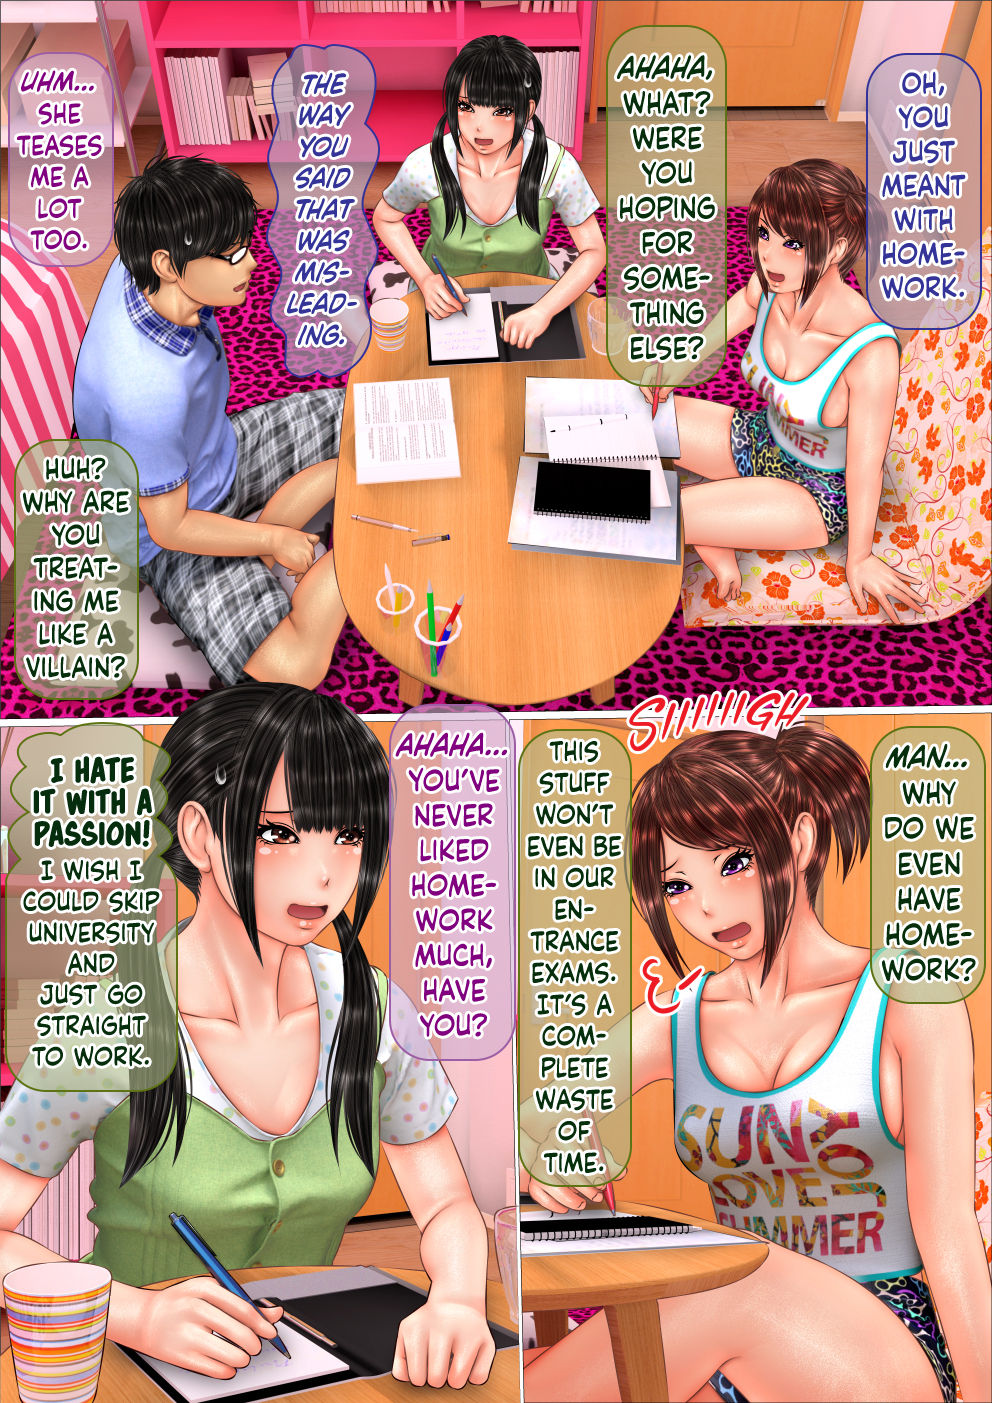 OH,
YOU
JUST
MEANT
WITH
HOME-
WORK.
AHAHA,
WHAT?
WERE
YOU
HOPING
FOR
SOME-
THING
ELSE?
THE
WAY
YOU
SAID
THAT
WAS
MIS-
LEAD-
ING.
UHM...
SHE
TEASES
ME A
LOT
TOO.
HUH?
WHY ARE
YOU
TREAT-
ING ME
LIKE A
VILLAIN?
MAN...
WHY
DO WE
EVEN
HAVE
HOME-
WORK?
SIIIIIIGH
THIS
STUFF
WON'T
EVEN BE
IN OUR
EN-
TRANCE
EXAMS.
IT'S A
COM-
PLETE
WASTE
OF
TIME.
SUNNY
LOVE
SUMMER
AHAHA...
YOU'VE
NEVER
LIKED
HOME-
WORK
MUCH,
HAVE
YOU?
I HATE
IT WITH A
PASSION!
I WISH I
COULD SKIP
UNIVERSITY
AND
JUST GO
STRAIGHT
TO WORK.